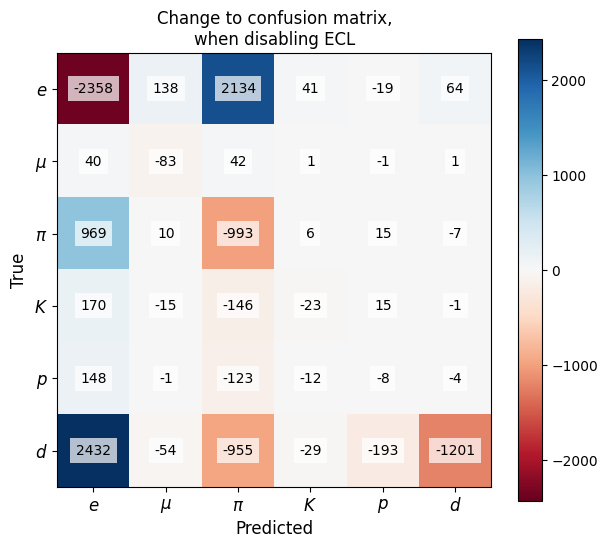 Change to confusion matrix,
when disabling ECL
e -2358 138 2134 41 -19 64
μ 40 -83 42 1 -1 1
π 969 10 -993 6 15 -7
K 170 -15 -146 -23 15 -1
p 148 -1 -123 -12 -8 -4
d 2432 -54 -955 -29 -193 -1201
e μ π K p d
True
Predicted
2000
1000
0
−1000
−2000